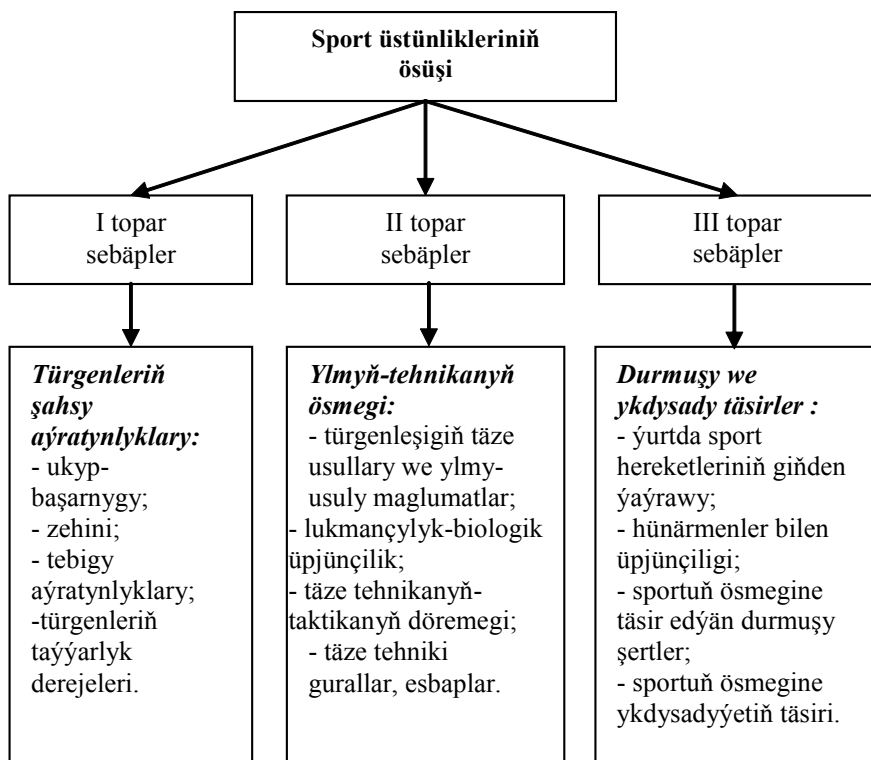 Sport üstünlikleriniň
ösüşi
I topar
sebäpler
II topar
sebäpler
III topar
sebäpler
Türgenleriň
şahsy
aýratynlyklary:
- ukyp-
başarnygy;
- zehini;
- tebigy
aýratynlyklary;
-türgenleriň
taýýarlyk
derejeleri.
Ylmyň-tehnikanyň
ösmegi:
- türgenleşigiň täze
usullary we ylmy-
usuly maglumatlar;
- lukmançylyk-biologik
üpjünçilik;
- täze tehnikanyň-
taktikanyň döremegi;
- täze tehniki
gurallar, esbaplar.
Durmuşy we
ykdysady täsirler :
- ýurtda sport
hereketleriniň giňden
ýaýrawy;
- hünärmenler bilen
üpjünçiligi;
- sportuň ösmegine
täsir edýän durmuşy
şertler;
- sportuň ösmegine
ykdysadyýetiň täsiri.